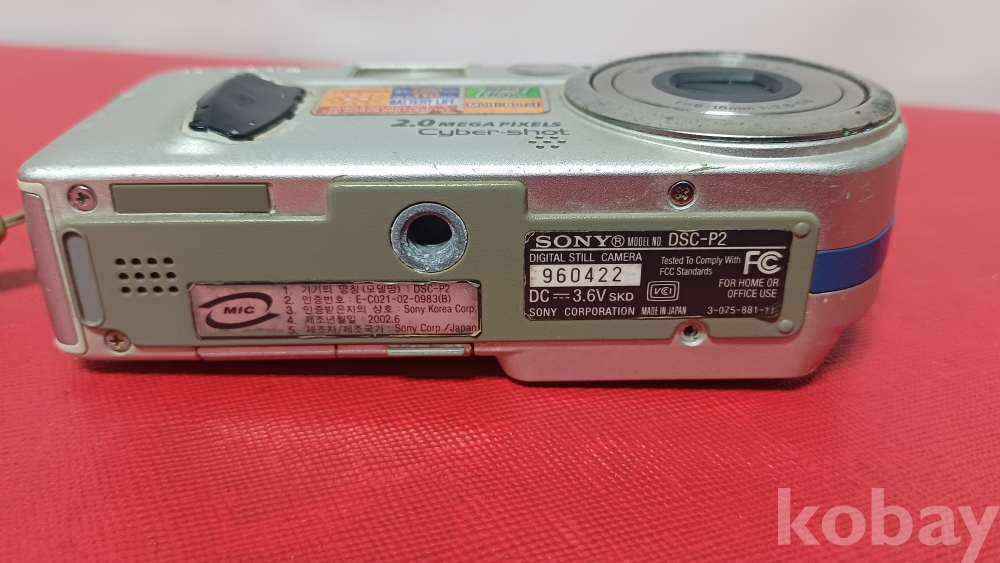 BATTERY LIFE
2.0 MEGA PIXELS
Cyber-shot
MIC
1. 기기의 명칭(모델명) : DSC-P2
2. 인증번호 : E-C021-02-0983(B)
3. 인증받은자의 상호 : Sony Korea Corp.
4. 제조년월일 : 2002.6
5. 제조자/제조국가 : Sony Corp./Japan
SONY® MODEL NO. DSC-P2
DIGITAL STILL CAMERA
960422
DC 3.6V SKD
VCI
SONY CORPORATION MADE IN JAPAN
Tested To Comply With
FCC Standards
FC
FOR HOME OR
OFFICE USE
3-075-881-11
kobay